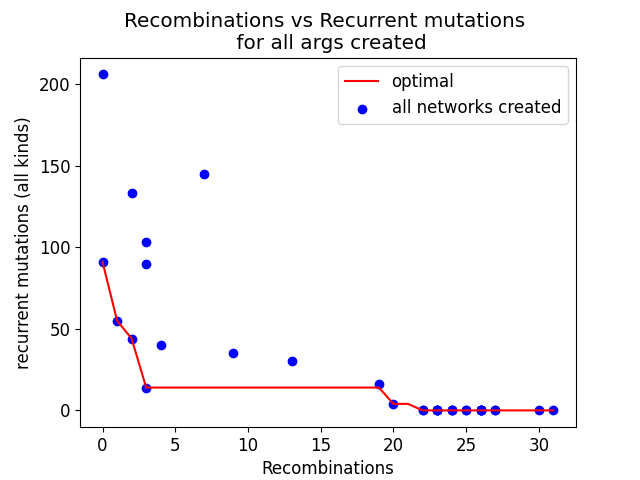 Recombinations vs Recurrent mutations
for all args created
optimal
all networks created
recurrent mutations (all kinds)
200
150
100
50
0
0 5 10 15 20 25 30
Recombinations